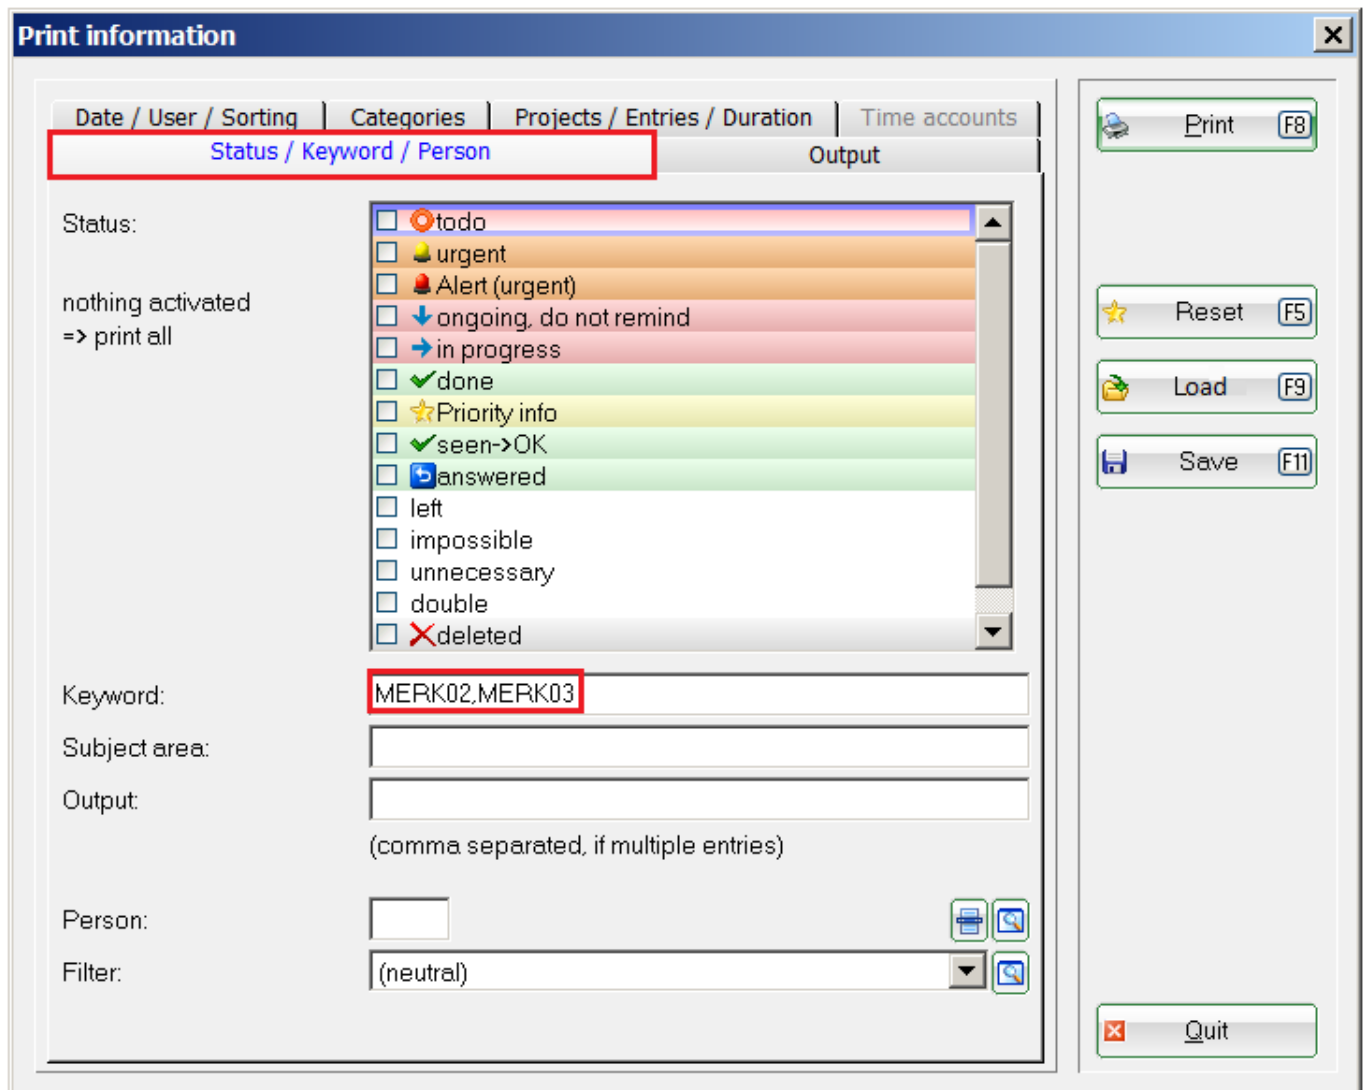 Print information
Date / User / Sorting
Categories
Projects / Entries / Duration
Time accounts
Status / Keyword / Person
Output
Status:
nothing activated
=> print all
todo
urgent
Alert (urgent)
ongoing, do not remind
in progress
done
Priority info
seen->OK
answered
left
impossible
unnecessary
double
deleted
Keyword:
MERK02,MERK03
Subject area:
Output:
(comma separated, if multiple entries)
Person:
Filter:
(neutral)
Print F8
Reset F5
Load F9
Save F11
Quit